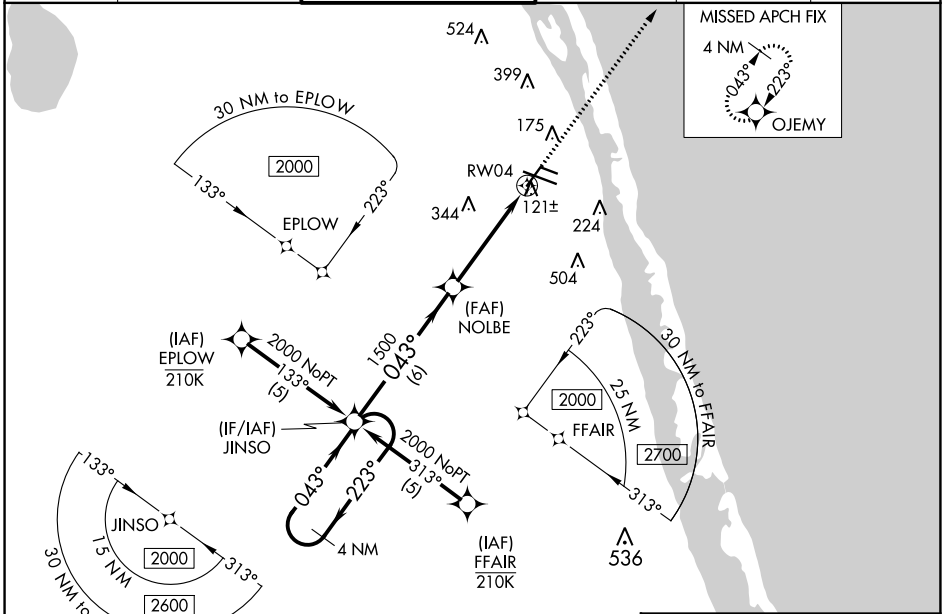 MISSED APCH FIX
4 NM
043°
223°
OJEMY
524
399
175
RW04
121±
344
224
504
30 NM to EPLOW
2000
133°
223°
EPLOW
(FAF)
NOLBE
1500
043°
(6)
(IAF)
EPLOW
210K
2000 NoPT
133°
(5)
(IF/IAF)
JINSO
2000 NoPT
313°
(5)
043°
223°
4 NM
(IAF)
FFAIR
210K
223°
30 NM to FFAIR
2000
25 NM
FFAIR
2700
313°
536
133°
JINSO
15 NM
2000
313°
30 NM to
2600